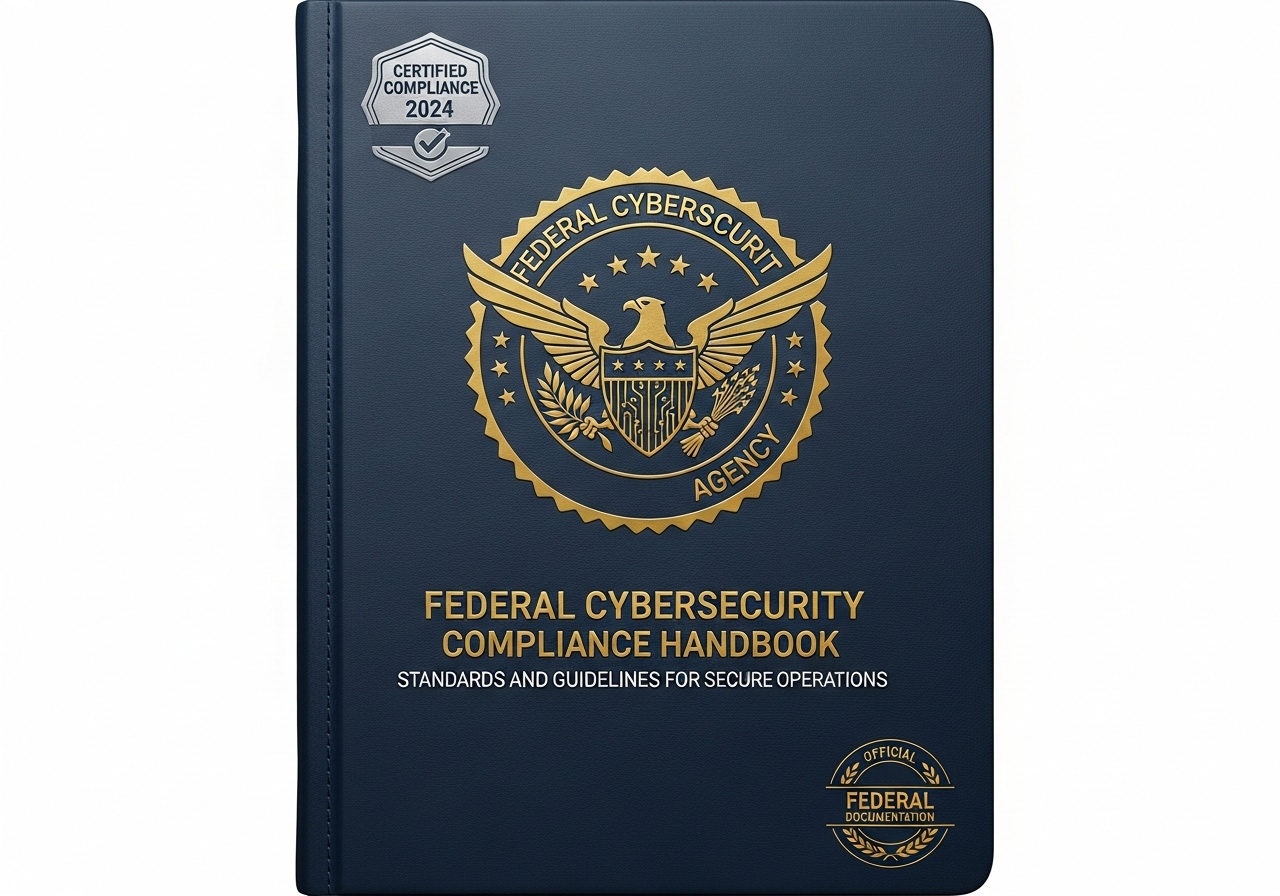 CERTIFIED
COMPLIANCE
2024
FEDERAL CYBERSCURIT
AGENCY
FEDERAL CYBERSECURITY
COMPLIANCE HANDBOOK
STANDARDS AND GUIDELINES FOR SECURE OPERATIONS
OFFICIAL
FEDERAL
DOCUMENTATION